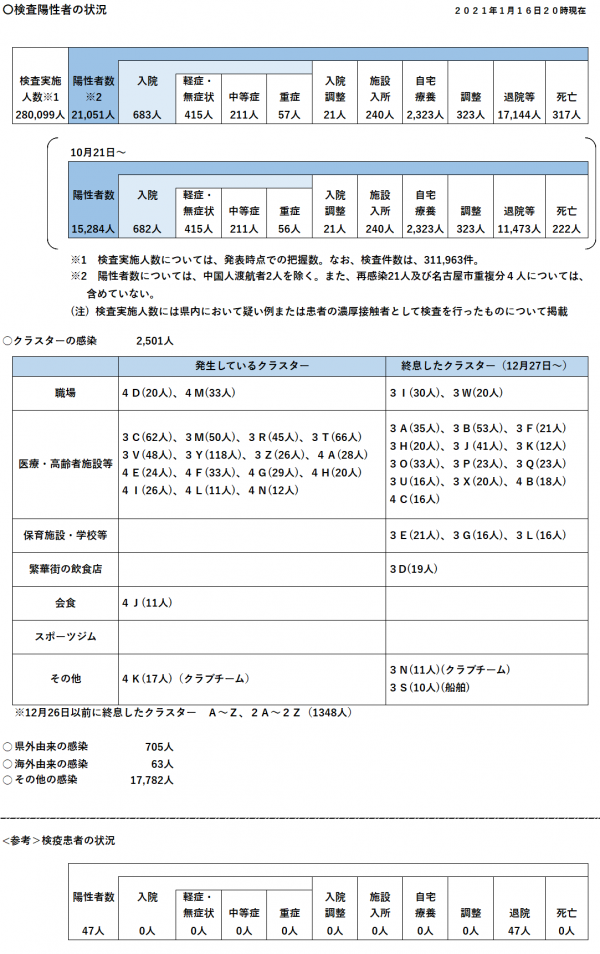 〇検査陽性者の状況
２０２１年１月１６日２０時現在
検査実施人数※1 陽性者数※2 入院 軽症・無症状 中等症 重症 入院調整 施設入所 自宅療養 調整 退院等 死亡
280,099人 21,051人 683人 415人 211人 57人 21人 240人 2,323人 323人 17,144人 317人
10月21日～
陽性者数 入院 軽症・無症状 中等症 重症 入院調整 施設入所 自宅療養 調整 退院等 死亡
15,284人 682人 415人 211人 56人 21人 240人 2,323人 323人 11,473人 222人
※1 検査実施人数については、発表時点での把握数。なお、検査件数は、311,963件。
※2 陽性者数については、中国人渡航者2人を除く。また、再感染21人及び名古屋市重複分４人については、
含めていない。
(注) 検査実施人数には県内において疑い例または患者の濃厚接触者として検査を行ったものについて掲載
○クラスターの感染 2,501人
発生しているクラスター 終息したクラスター（12月27日～）
職場 ４Ｄ(20人)、４Ｍ(33人) ３Ｉ(30人)、３Ｗ(20人)
医療・高齢者施設等
３Ｃ(62人)、３Ｍ(50人)、３Ｒ(45人)、３Ｔ(66人)
３Ｖ(48人)、３Ｙ(118人)、３Ｚ(26人)、４Ａ(28人)
４Ｅ(24人)、４Ｆ(33人)、４Ｇ(29人)、４Ｈ(20人)
４Ｉ(26人)、４Ｌ(11人)、４Ｎ(12人)
３Ａ(35人)、３Ｂ(53人)、３Ｆ(21人)
３Ｈ(20人)、３Ｊ(41人)、３Ｋ(12人)
３Ｏ(33人)、３Ｐ(23人)、３Ｑ(23人)
３Ｕ(16人)、３Ｘ(20人)、４Ｂ(18人)
４Ｃ(16人)
保育施設・学校等 ３Ｅ(21人)、３Ｇ(16人)、３Ｌ(16人)
繁華街の飲食店 ３Ｄ(19人)
会食 ４Ｊ(11人)
スポーツジム
その他 ４Ｋ(17人)（クラブチーム）
３Ｎ(11人)(クラブチーム)
３Ｓ(10人)(船舶)
※12月26日以前に終息したクラスター Ａ～Ｚ、２Ａ～２Ｚ（1348人）
○ 県外由来の感染 705人
○ 海外由来の感染 63人
○ その他の感染 17,782人
<参考>検疫患者の状況
陽性者数 入院 軽症・無症状 中等症 重症 入院調整 施設入所 自宅療養 調整 退院 死亡
47人 0人 0人 0人 0人 0人 0人 0人 0人 47人 0人